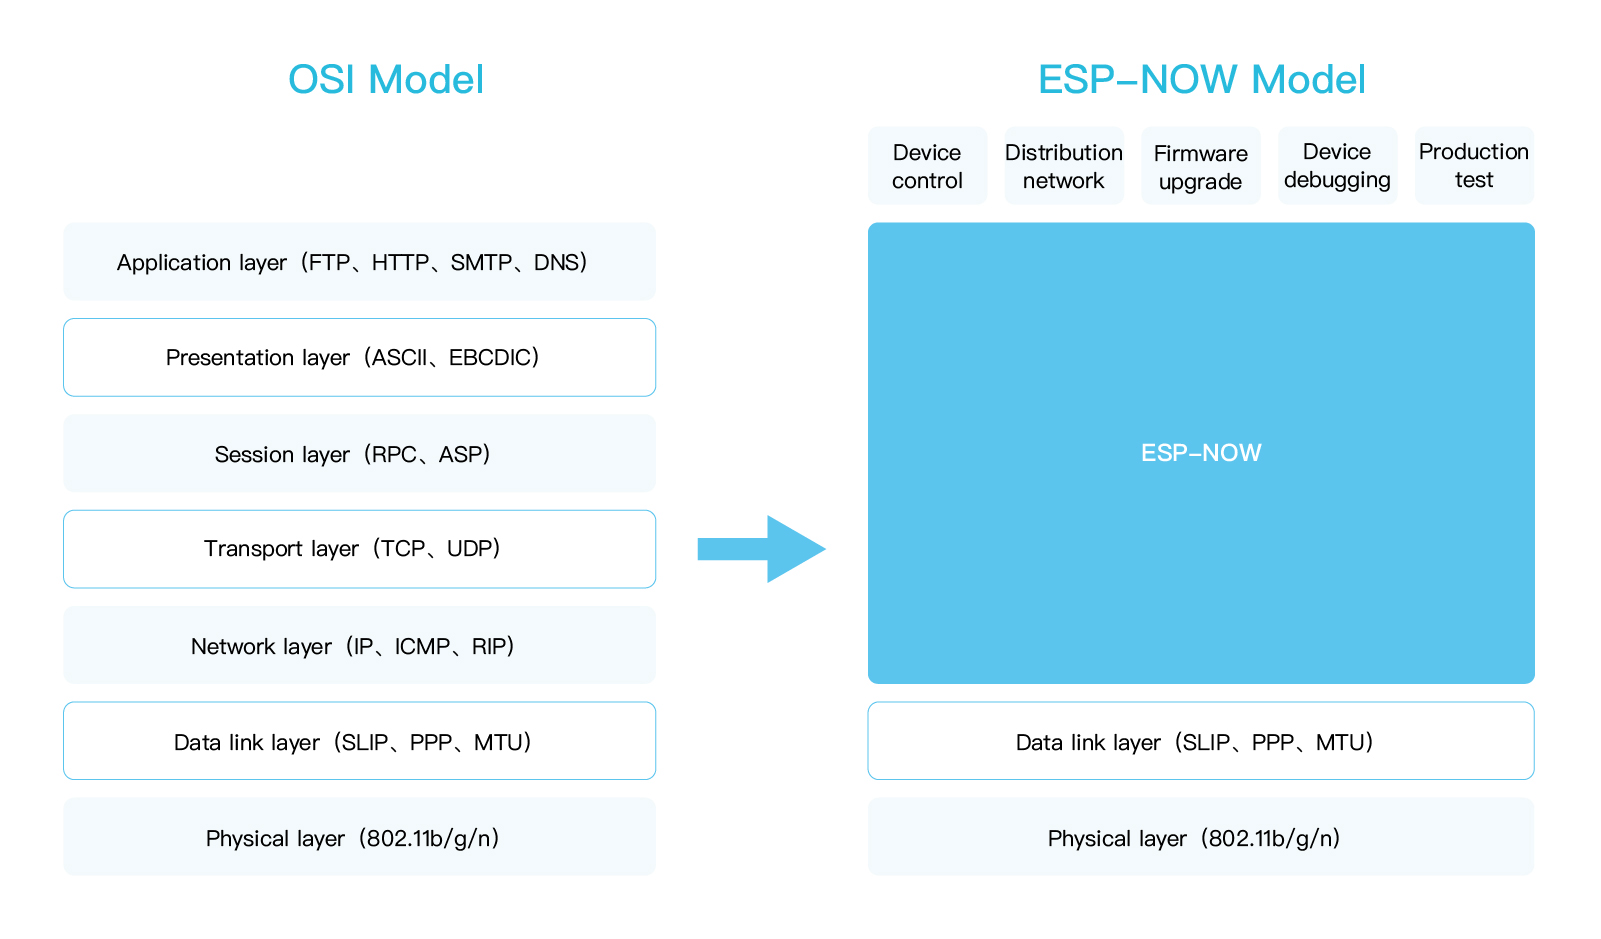 OSI Model
Application layer（FTP、HTTP、SMTP、DNS）
Presentation layer（ASCII、EBCDIC）
Session layer（RPC、ASP）
Transport layer（TCP、UDP）
Network layer（IP、ICMP、RIP）
Data link layer（SLIP、PPP、MTU）
Physical layer（802.11b/g/n）
ESP–NOW Model
Device
control
Distribution
network
Firmware
upgrade
Device
debugging
Production
test
ESP–NOW
Data link layer（SLIP、PPP、MTU）
Physical layer（802.11b/g/n）